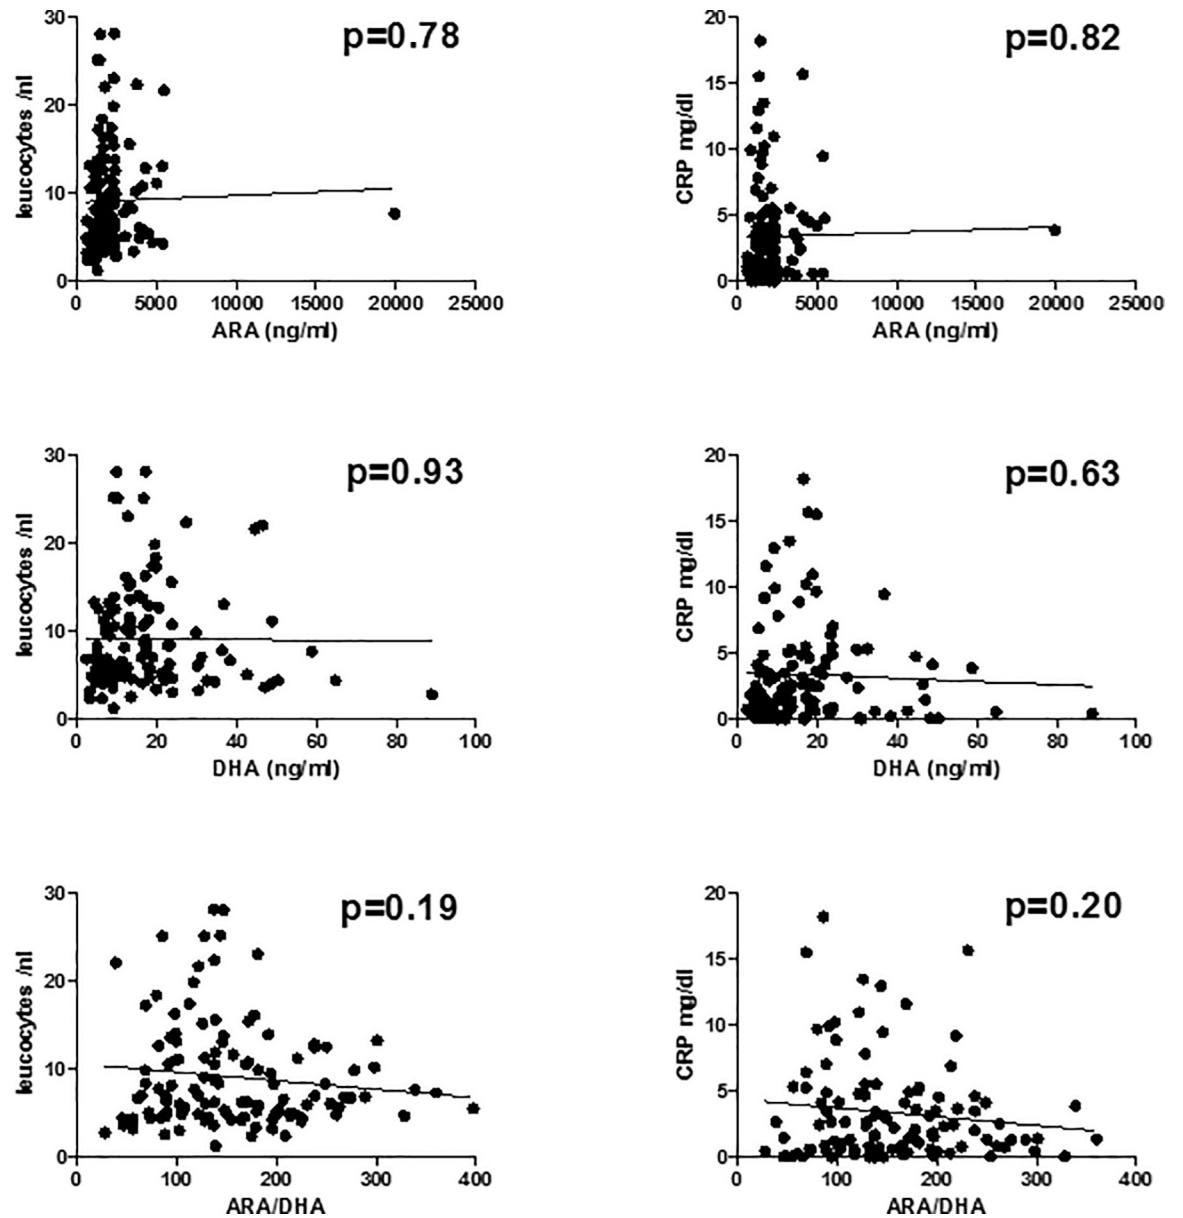 p=0.78
leucocytes /nl
30
20
10
0
0 5000 10000 15000 20000 25000
ARA (ng/ml)
p=0.82
CRP mg/dl
20
15
10
5
0
0 5000 10000 15000 20000 25000
ARA (ng/ml)
p=0.93
leucocytes /nl
30
20
10
0
0 20 40 60 80 100
DHA (ng/ml)
p=0.63
CRP mg/dl
20
15
10
5
0
0 20 40 60 80 100
DHA (ng/ml)
p=0.19
leucocytes /nl
30
20
10
0
0 100 200 300 400
ARA/DHA
p=0.20
CRP mg/dl
20
15
10
5
0
0 100 200 300 400
ARA/DHA